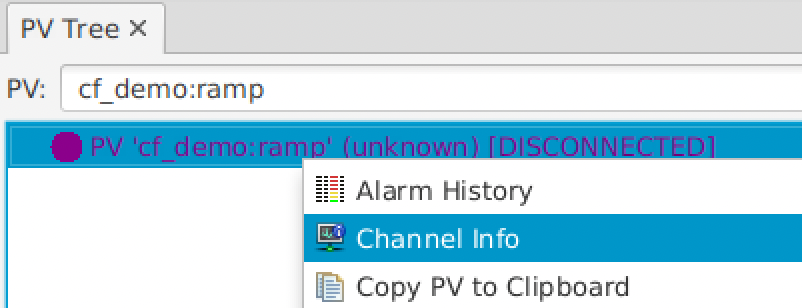 PV Tree
PV: cf_demo:ramp
PV 'cf_demo:ramp' (unknown) [DISCONNECTED]
Alarm History
Channel Info
Copy PV to Clipboard